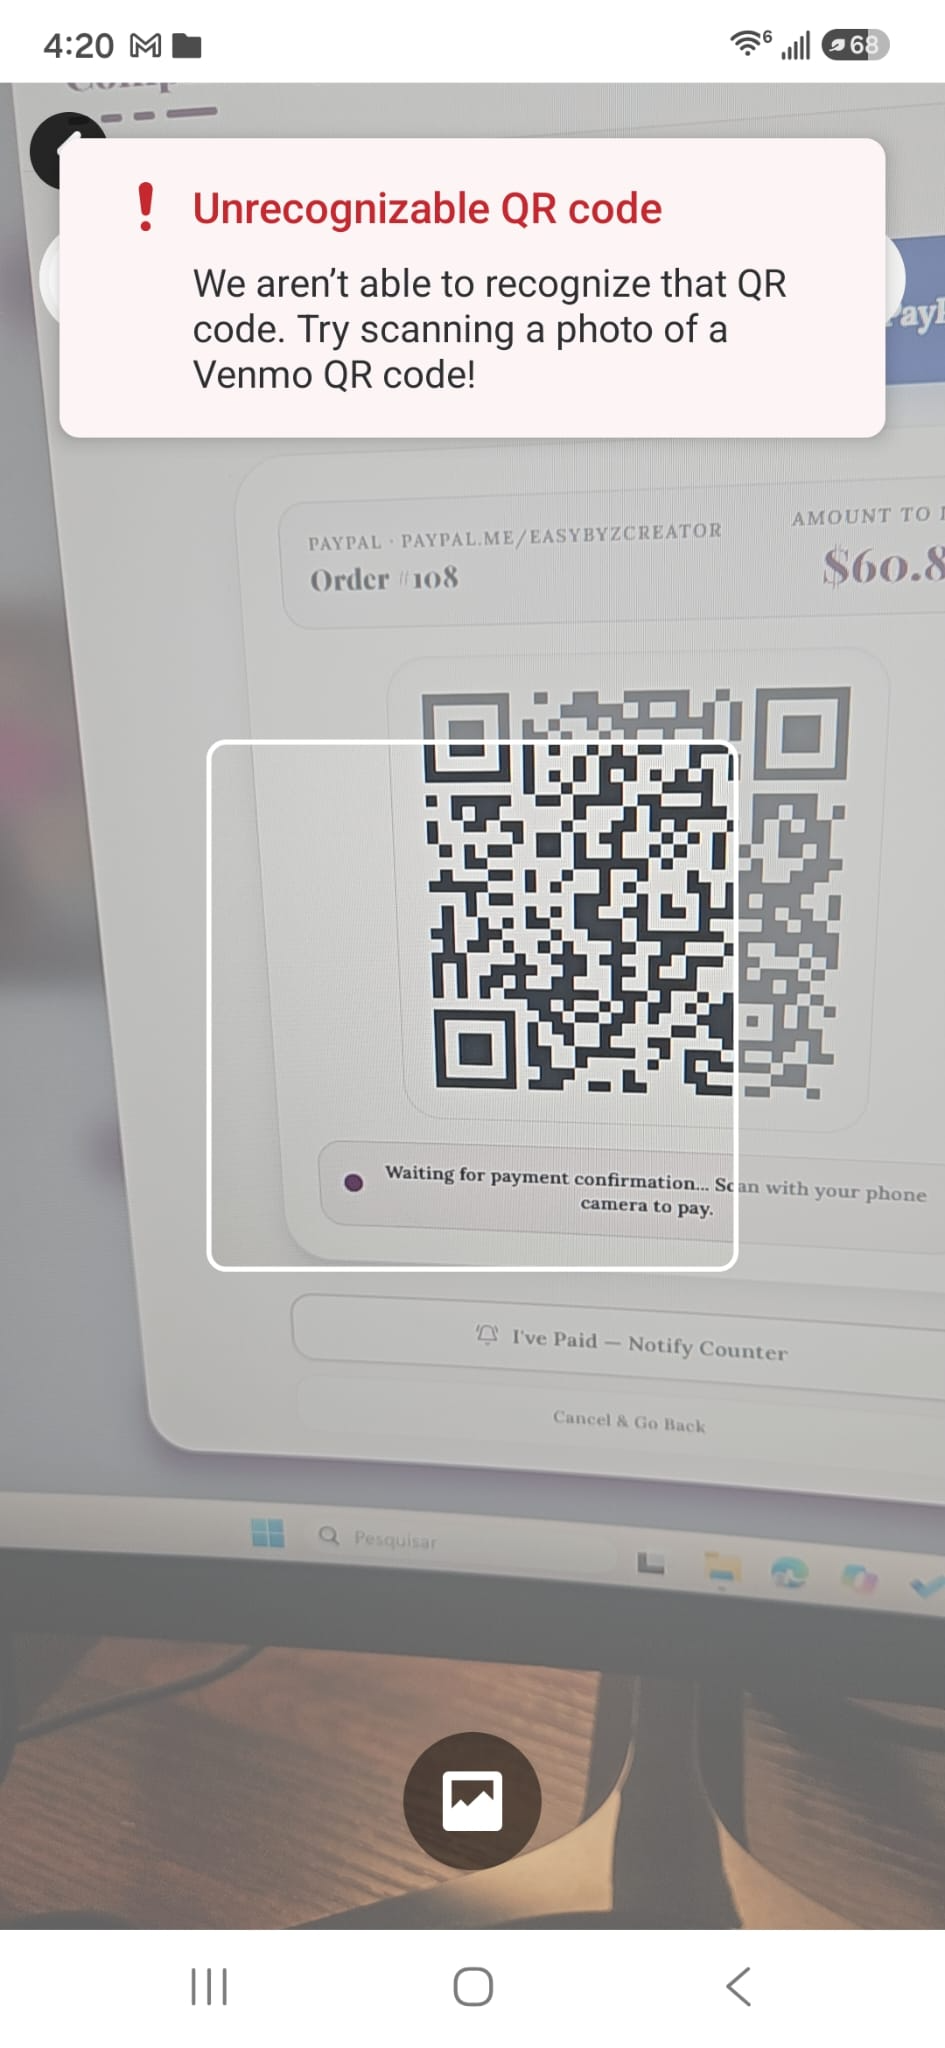 4:20
6
68
Unrecognizable QR code
We aren't able to recognize that QR
code. Try scanning a photo of a
Venmo QR code!
PAYPAL · PAYPAL.ME/EASYBYZCREATOR
Order #108
AMOUNT TO
$60.8
Waiting for payment confirmation... Scan with your phone
camera to pay.
I've Paid — Notify Counter
Cancel & Go Back
Pesquisar